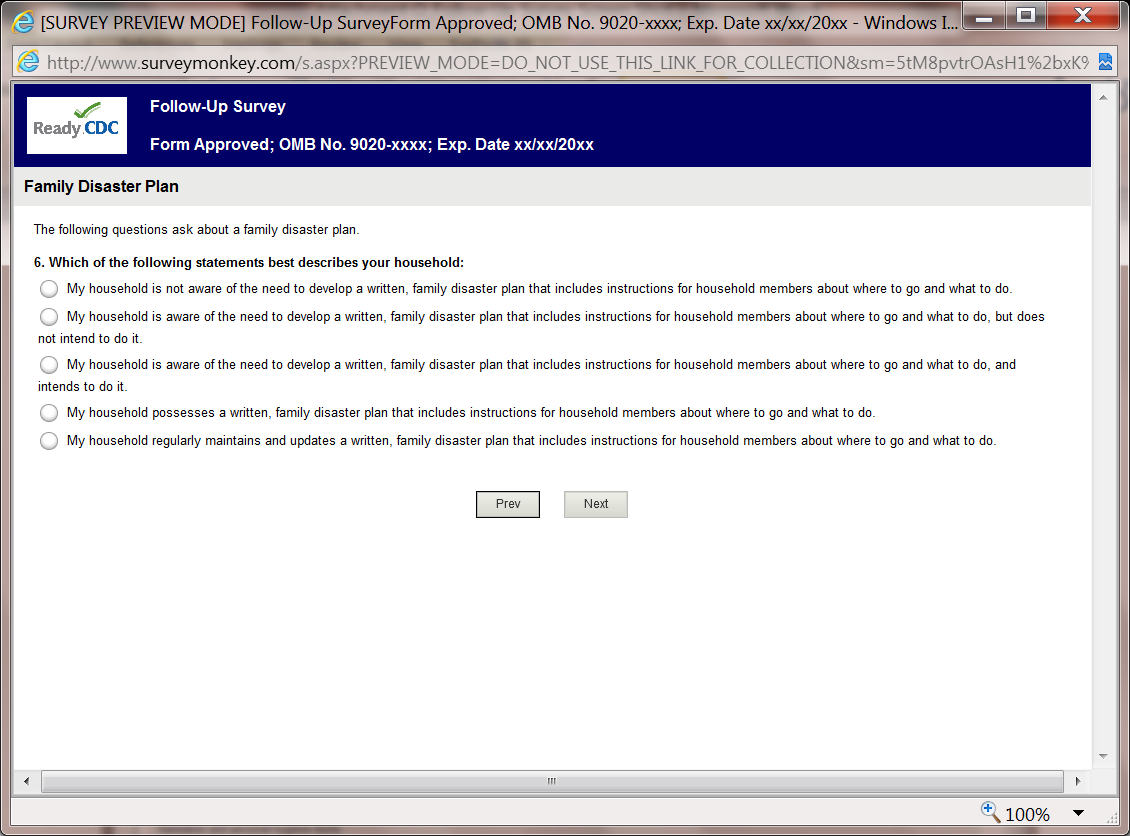 [SURVEY PREVIEW MODE] Follow-Up SurveyForm Approved; OMB No. 9020-xxxx; Exp. Date xx/xx/20xx - Windows I...
http://www.surveymonkey.com/s.aspx?PREVIEW_MODE=DO_NOT_USE_THIS_LINK_FOR_COLLECTION&sm=5tM8pvtrOAsH1%2bxK%
Ready CDC
Follow-Up Survey
Form Approved; OMB No. 9020-xxxx; Exp. Date xx/xx/20xx
Family Disaster Plan
The following questions ask about a family disaster plan.
6. Which of the following statements best describes your household:
My household is not aware of the need to develop a written, family disaster plan that includes instructions for household members about where to go and what to do.
My household is aware of the need to develop a written, family disaster plan that includes instructions for household members about where to go and what to do, but does
not intend to do it.
My household is aware of the need to develop a written, family disaster plan that includes instructions for household members about where to go and what to do, and
intends to do it.
My household possesses a written, family disaster plan that includes instructions for household members about where to go and what to do.
My household regularly maintains and updates a written, family disaster plan that includes instructions for household members about where to go and what to do.
Prev Next
100%